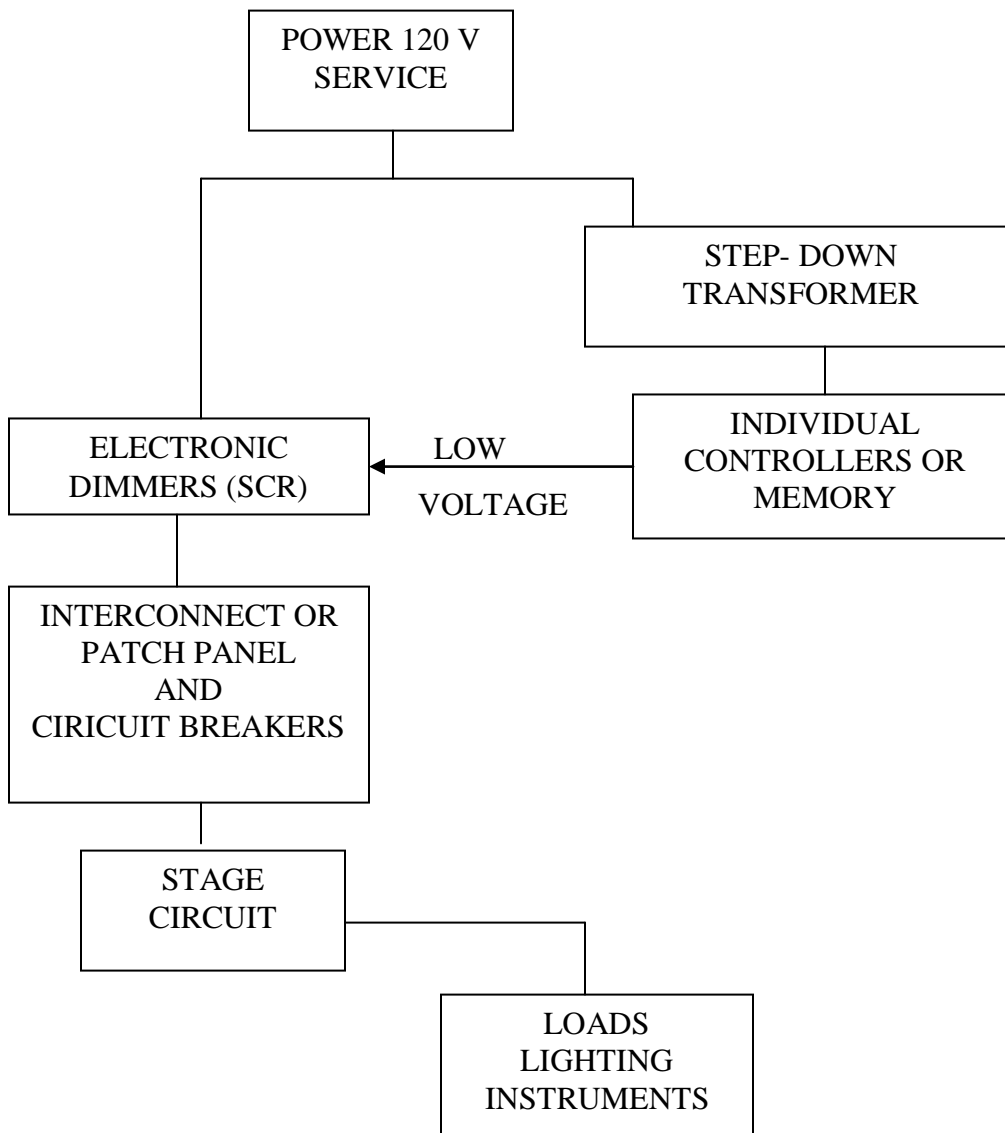 POWER 120 V
SERVICE
STEP- DOWN
TRANSFORMER
ELECTRONIC
DIMMERS (SCR)
LOW
VOLTAGE
INDIVIDUAL
CONTROLLERS OR
MEMORY
INTERCONNECT OR
PATCH PANEL
AND
CIRICUIT BREAKERS
STAGE
CIRCUIT
LOADS
LIGHTING
INSTRUMENTS